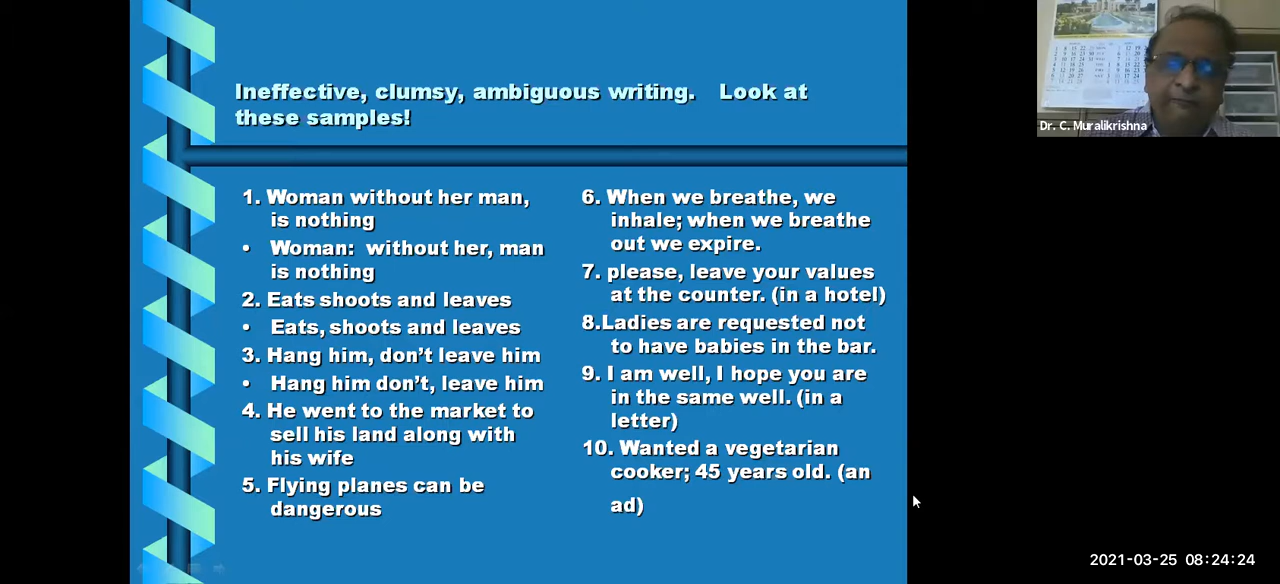 Ineffective, clumsy, ambiguous writing. Look at
these samples!
1. Woman without her man,
is nothing
• Woman: without her, man
is nothing
2. Eats shoots and leaves
• Eats, shoots and leaves
3. Hang him, don't leave him
• Hang him don't, leave him
4. He went to the market to
sell his land along with
his wife
5. Flying planes can be
dangerous
6. When we breathe, we
inhale; when we breathe
out we expire.
7. please, leave your values
at the counter. (in a hotel)
8.Ladies are requested not
to have babies in the bar.
9. I am well, I hope you are
in the same well. (in a
letter)
10. Wanted a vegetarian
cooker; 45 years old. (an
ad)
Dr. C. Muralikrishna
2021-03-25 08:24:24